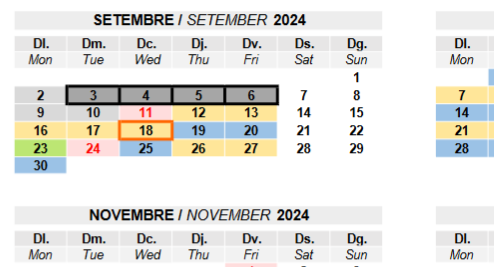 SETEMBRE / SETEMBER 2024
Dl. Dm. Dc. Dj. Dv. Ds. Dg. Dl.
Mon Tue Wed Thu Fri Sat Sun Mon
1
2 3 4 5 6 7 8 7
9 10 11 12 13 14 15 14
16 17 18 19 20 21 22 21
23 24 25 26 27 28 29 28
30
NOVEMBRE / NOVEMBER 2024
Dl. Dm. Dc. Dj. Dv. Ds. Dg. Dl.
Mon Tue Wed Thu Fri Sat Sun Mon